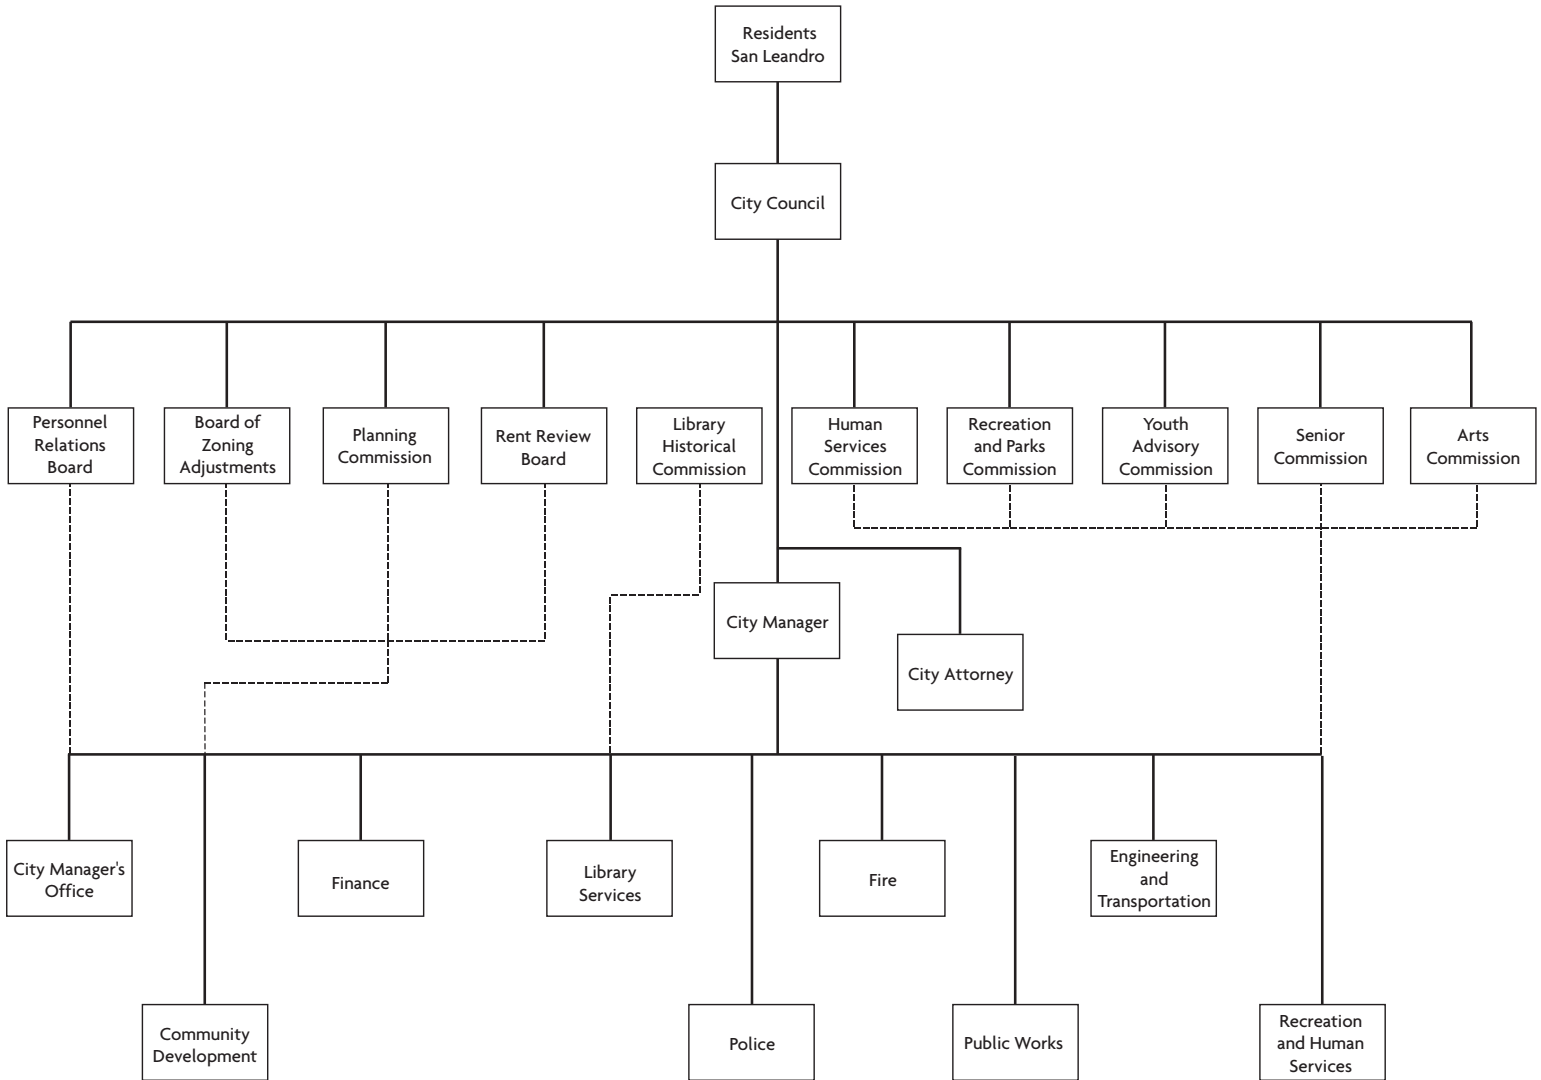 Residents
San Leandro
City Council
Personnel
Relations
Board
Board of
Zoning
Adjustments
Planning
Commission
Rent Review
Board
Library
Historical
Commission
Human
Services
Commission
Recreation
and Parks
Commission
Youth
Advisory
Commission
Senior
Commission
Arts
Commission
City Manager
City Attorney
City Manager's
Office
Finance
Library
Services
Fire
Engineering
and
Transportation
Community
Development
Police
Public Works
Recreation
and Human
Services